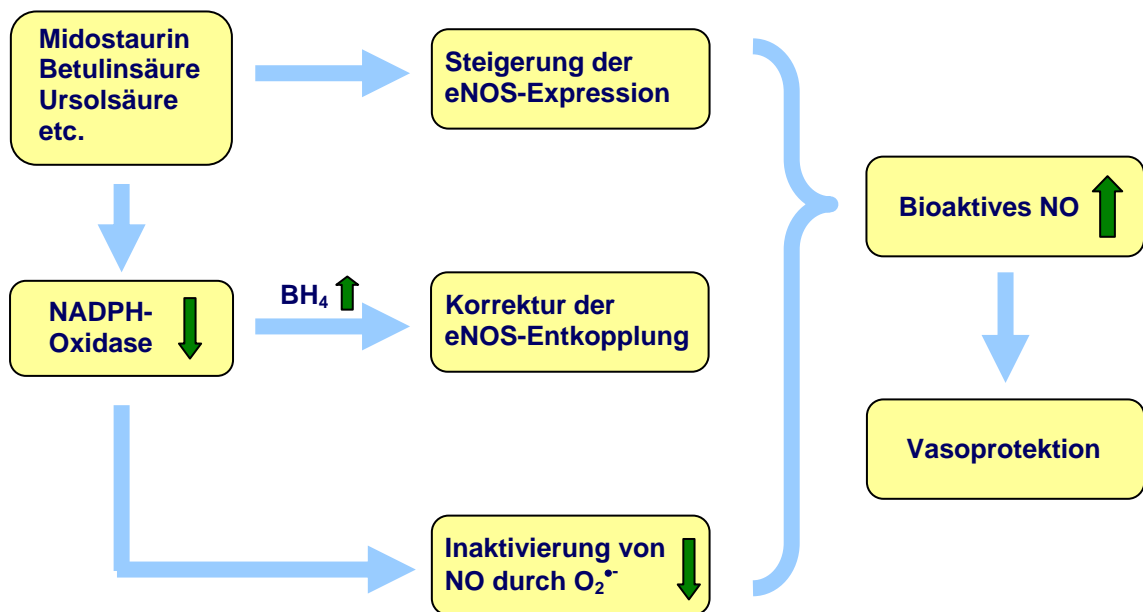 Midostaurin
Betulinsäure
Ursolsäure
etc.
Steigerung der
eNOS-Expression
Bioaktives NO
NADPH-
Oxidase
BH₄
Korrektur der
eNOS-Entkopplung
Vasoprotektion
Inaktivierung von
NO durch O₂•-